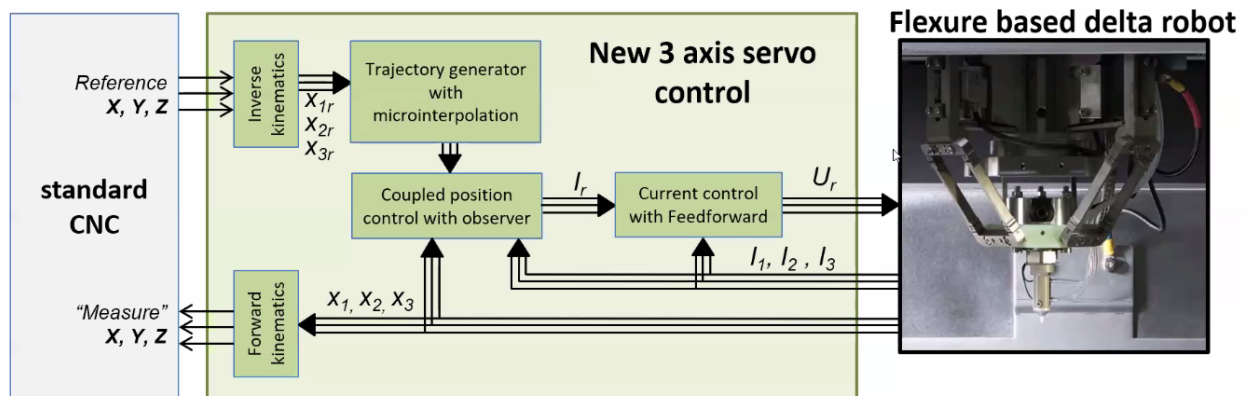 Flexure based delta robot
New 3 axis servo
control
Reference
X, Y, Z
standard
CNC
"Measure"
X, Y, Z
Inverse
kinematics
x1r
x2r
x3r
Trajectory generator
with
microinterpolation
Coupled position
control with observer
Ir
Current control
with Feedforward
Ur
I1, I2 , I3
x1, x2, x3
Forward
kinematics